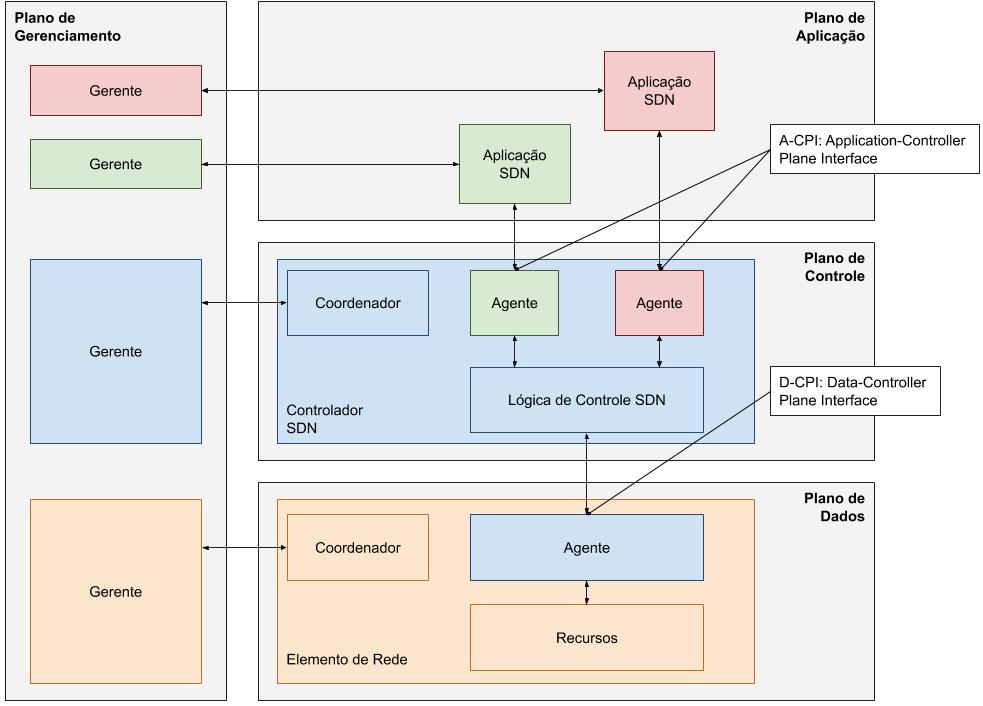 Plano de
Gerenciamento
Gerente
Gerente
Gerente
Gerente
Plano de
Aplicação
Aplicação
SDN
Aplicação
SDN
A-CPI: Application-Controller
Plane Interface
Plano de
Controle
Coordenador
Agente
Agente
Lógica de Controle SDN
Controlador
SDN
D-CPI: Data-Controller
Plane Interface
Plano de
Dados
Coordenador
Agente
Recursos
Elemento de Rede